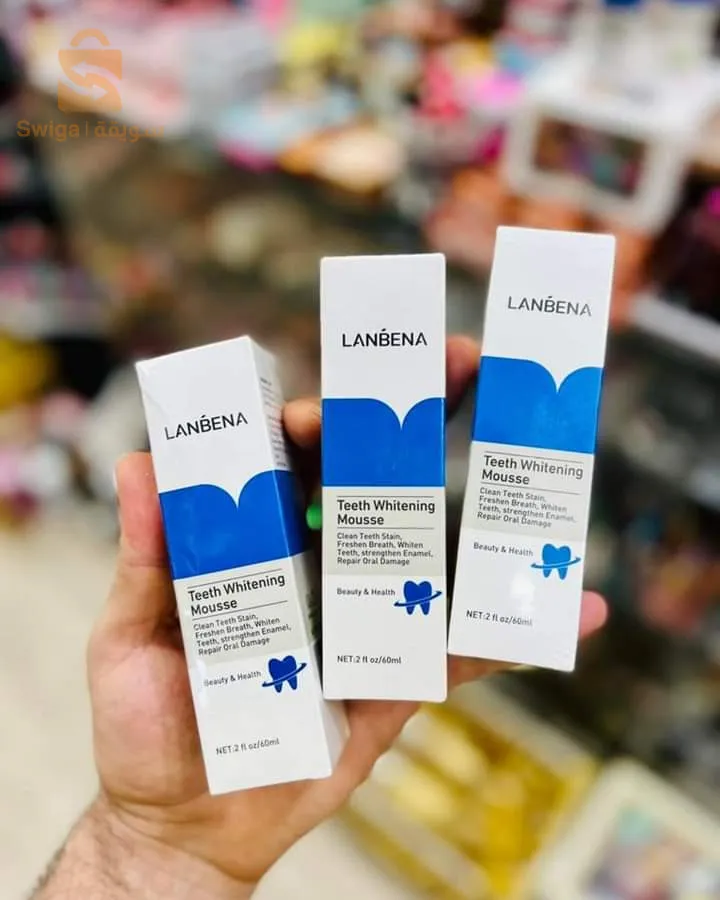 Swiga | سويقة
LANBENA
Teeth Whitening
Mousse
Clean Teeth Stain,
Freshen Breath, Whiten
Teeth, strengthen Enamel,
Repair Oral Damage
Beauty & Health
NET:2 fl oz/60ml
LANBENA
Teeth Whitening
Mousse
Clean Teeth Stain,
Freshen Breath, Whiten
Teeth, strengthen Enamel,
Repair Oral Damage
Beauty & Health
NET:2 fl oz/60ml
LANBENA
Teeth Whitening
Mousse
Clean Teeth Stain,
Freshen Breath, Whiten
Teeth, strengthen Enamel,
Repair Oral Damage
Beauty & Health
NET:2 fl oz/60ml